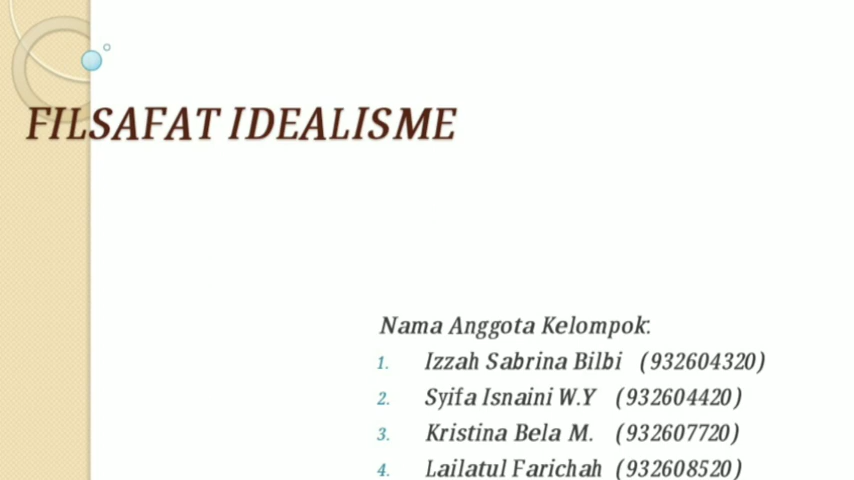 FILSAFAT IDEALISME
Nama Anggota Kelompok:
1. Izzah Sabrina Bilbi (932604320)
2. Syifa Isnaini W.Y (932604420)
3. Kristina Bela M. (932607720)
4. Lailatul Farichah (932608520)